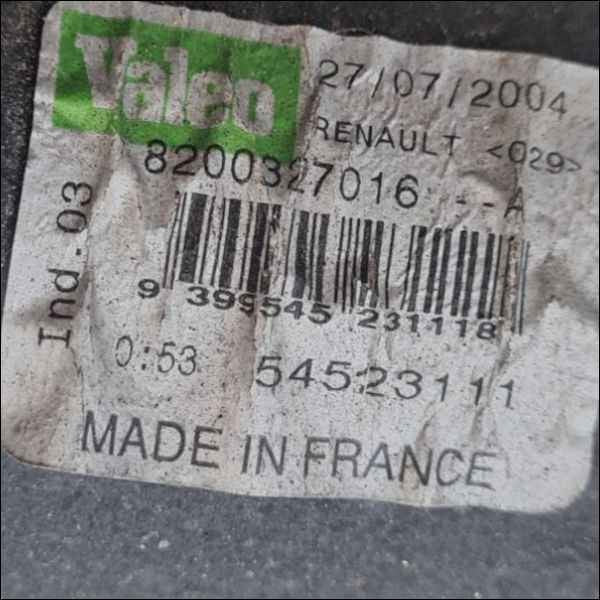 Valeo
27/07/2004
RENAULT <029>
8200327016 --A
Ind. 03
9 399545 231118
0:53 54523111
MADE IN FRANCE